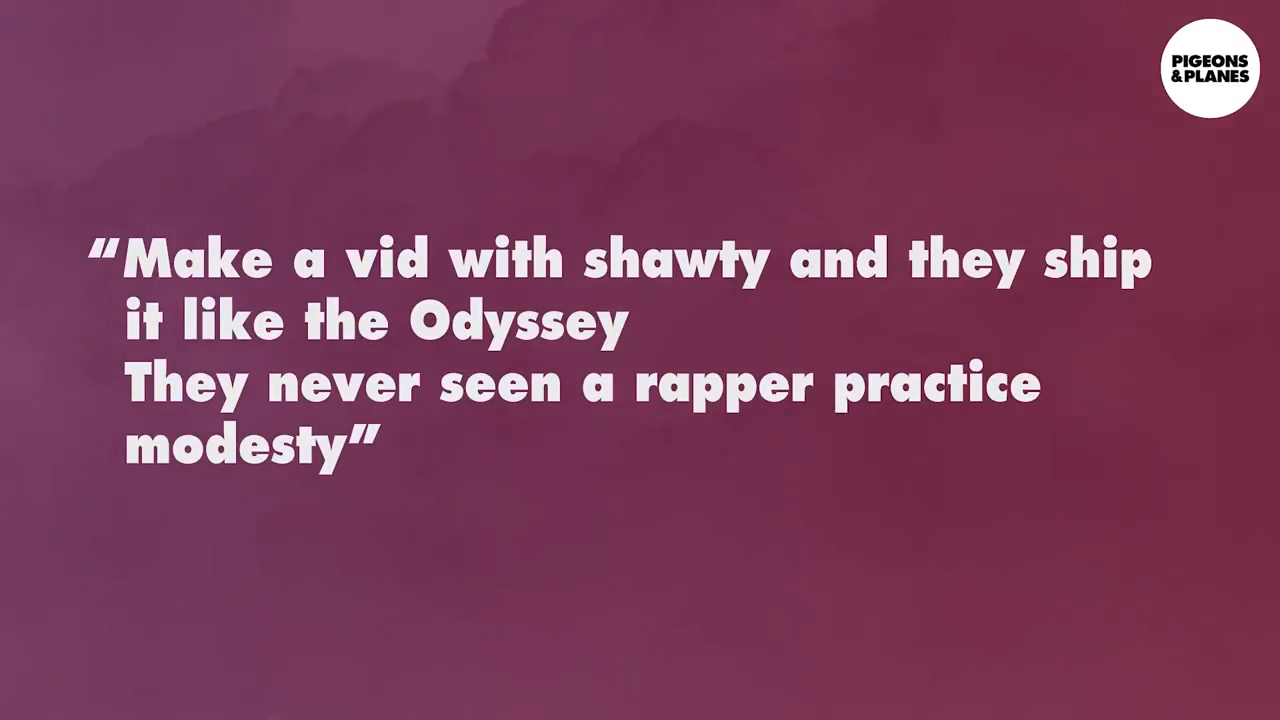 PIGEONS
&PLANES
“Make a vid with shawty and they ship
it like the Odyssey
They never seen a rapper practice
modesty”